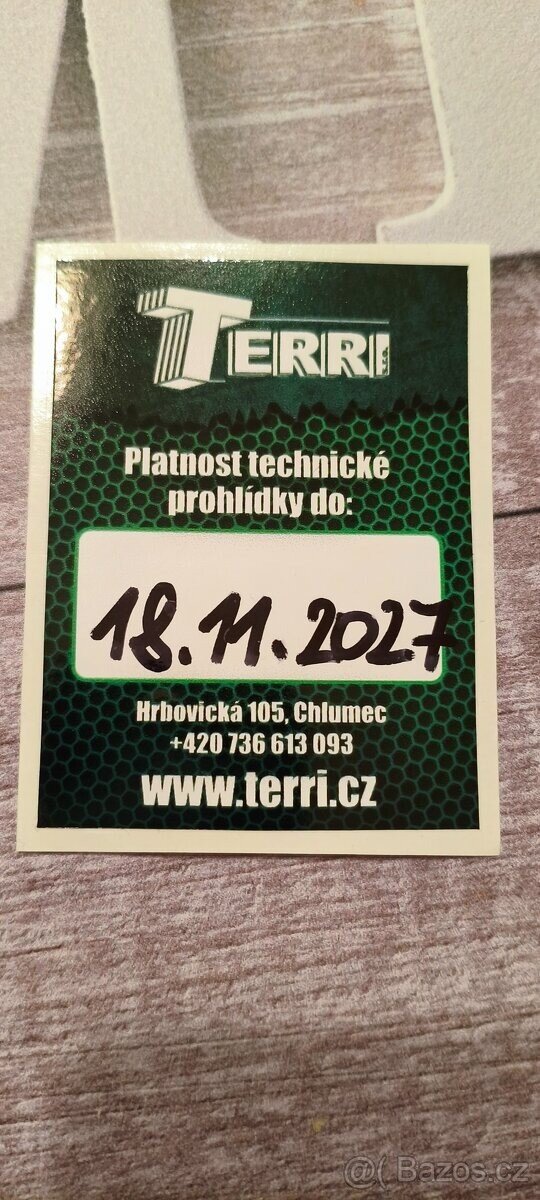 TERRI s.r.o.
Platnost technické
prohlídky do:
18.11.2027
Hrbovická 105, Chlumec
+420 736 613 093
www.terri.cz
@ Bazos.cz